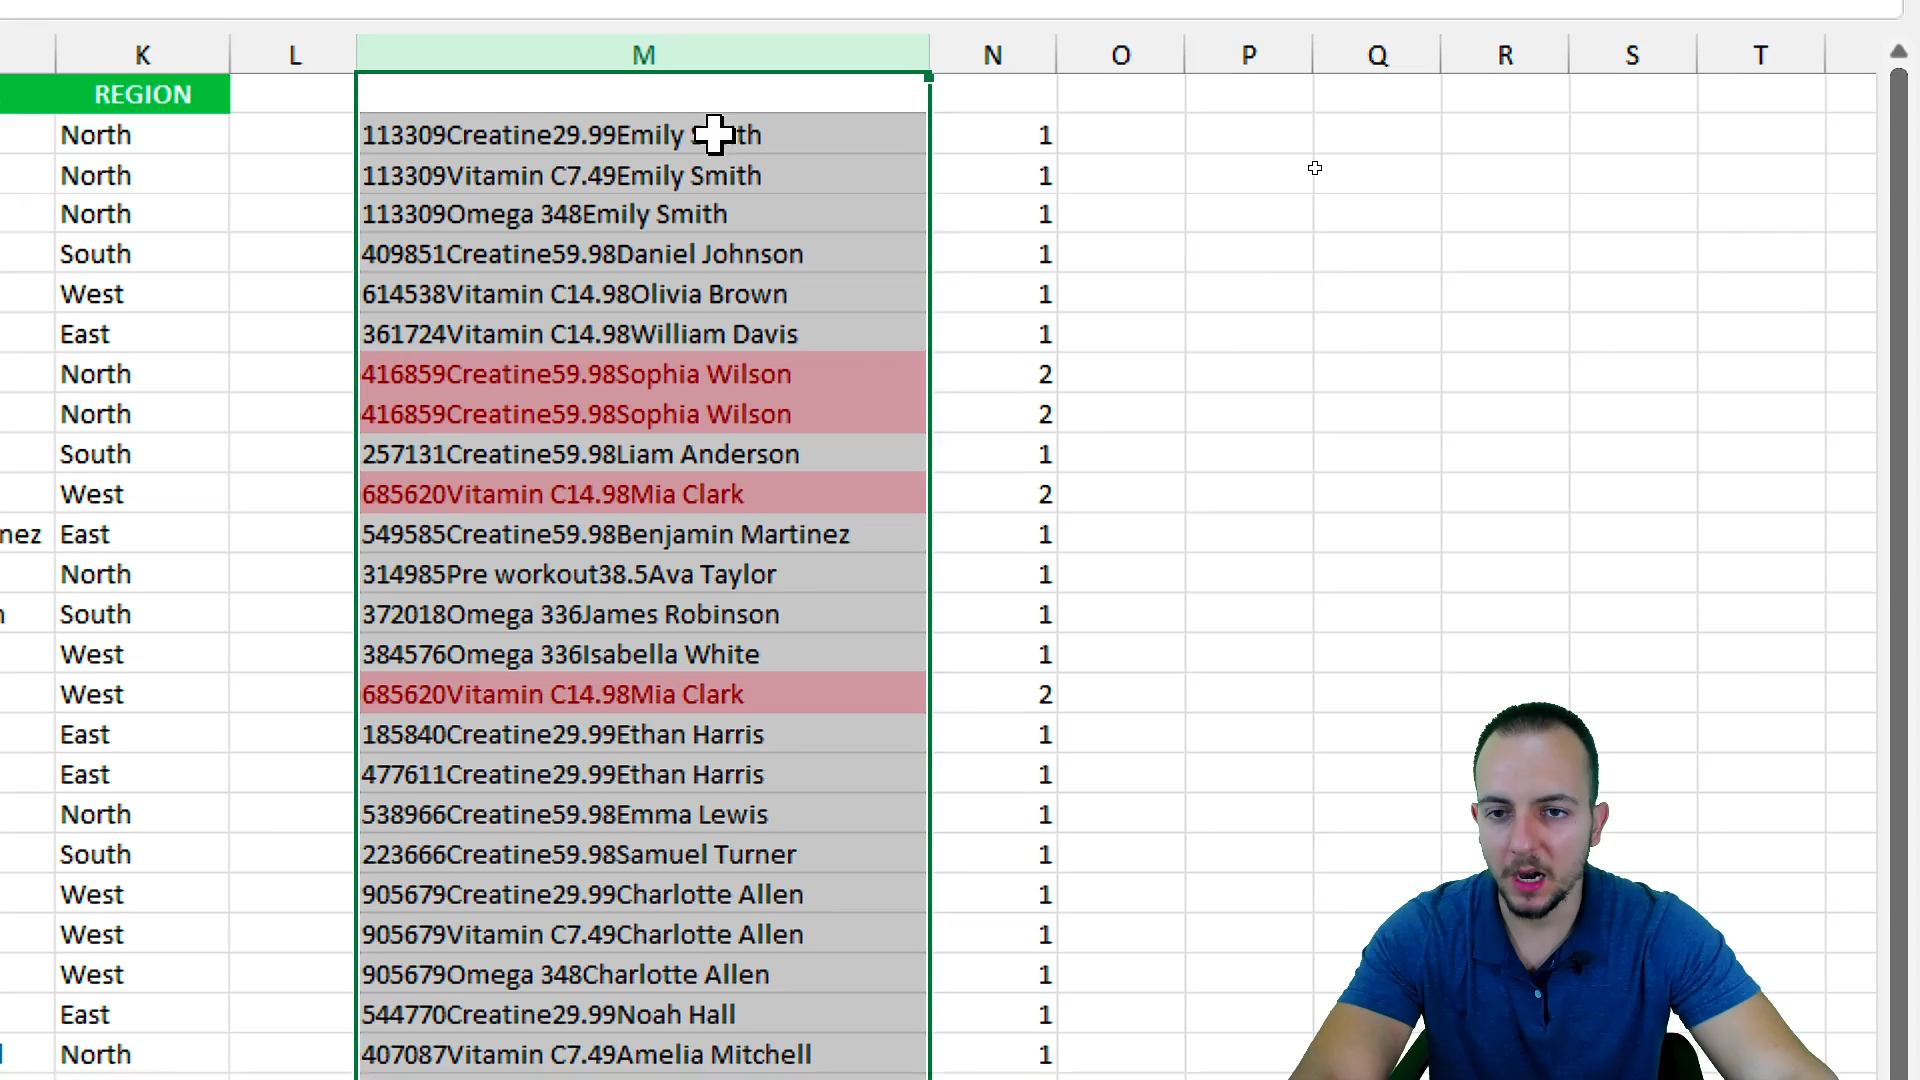 K L M N O P Q R S T
REGION
North 113309Creatine29.99Emily th 1
North 113309Vitamin C7.49Emily Smith 1
North 113309Omega 348Emily Smith 1
South 409851Creatine59.98Daniel Johnson 1
West 614538Vitamin C14.98Olivia Brown 1
East 361724Vitamin C14.98William Davis 1
North 416859Creatine59.98Sophia Wilson 2
North 416859Creatine59.98Sophia Wilson 2
South 257131Creatine59.98Liam Anderson 1
West 685620Vitamin C14.98Mia Clark 2
nez East 549585Creatine59.98Benjamin Martinez 1
North 314985Pre workout38.5Ava Taylor 1
South 372018Omega 336James Robinson 1
West 384576Omega 336Isabella White 1
West 685620Vitamin C14.98Mia Clark 2
East 185840Creatine29.99Ethan Harris 1
East 477611Creatine29.99Ethan Harris 1
North 538966Creatine59.98Emma Lewis 1
South 223666Creatine59.98Samuel Turner 1
West 905679Creatine29.99Charlotte Allen 1
West 905679Vitamin C7.49Charlotte Allen 1
West 905679Omega 348Charlotte Allen 1
East 544770Creatine29.99Noah Hall 1
North 407087Vitamin C7.49Amelia Mitchell 1